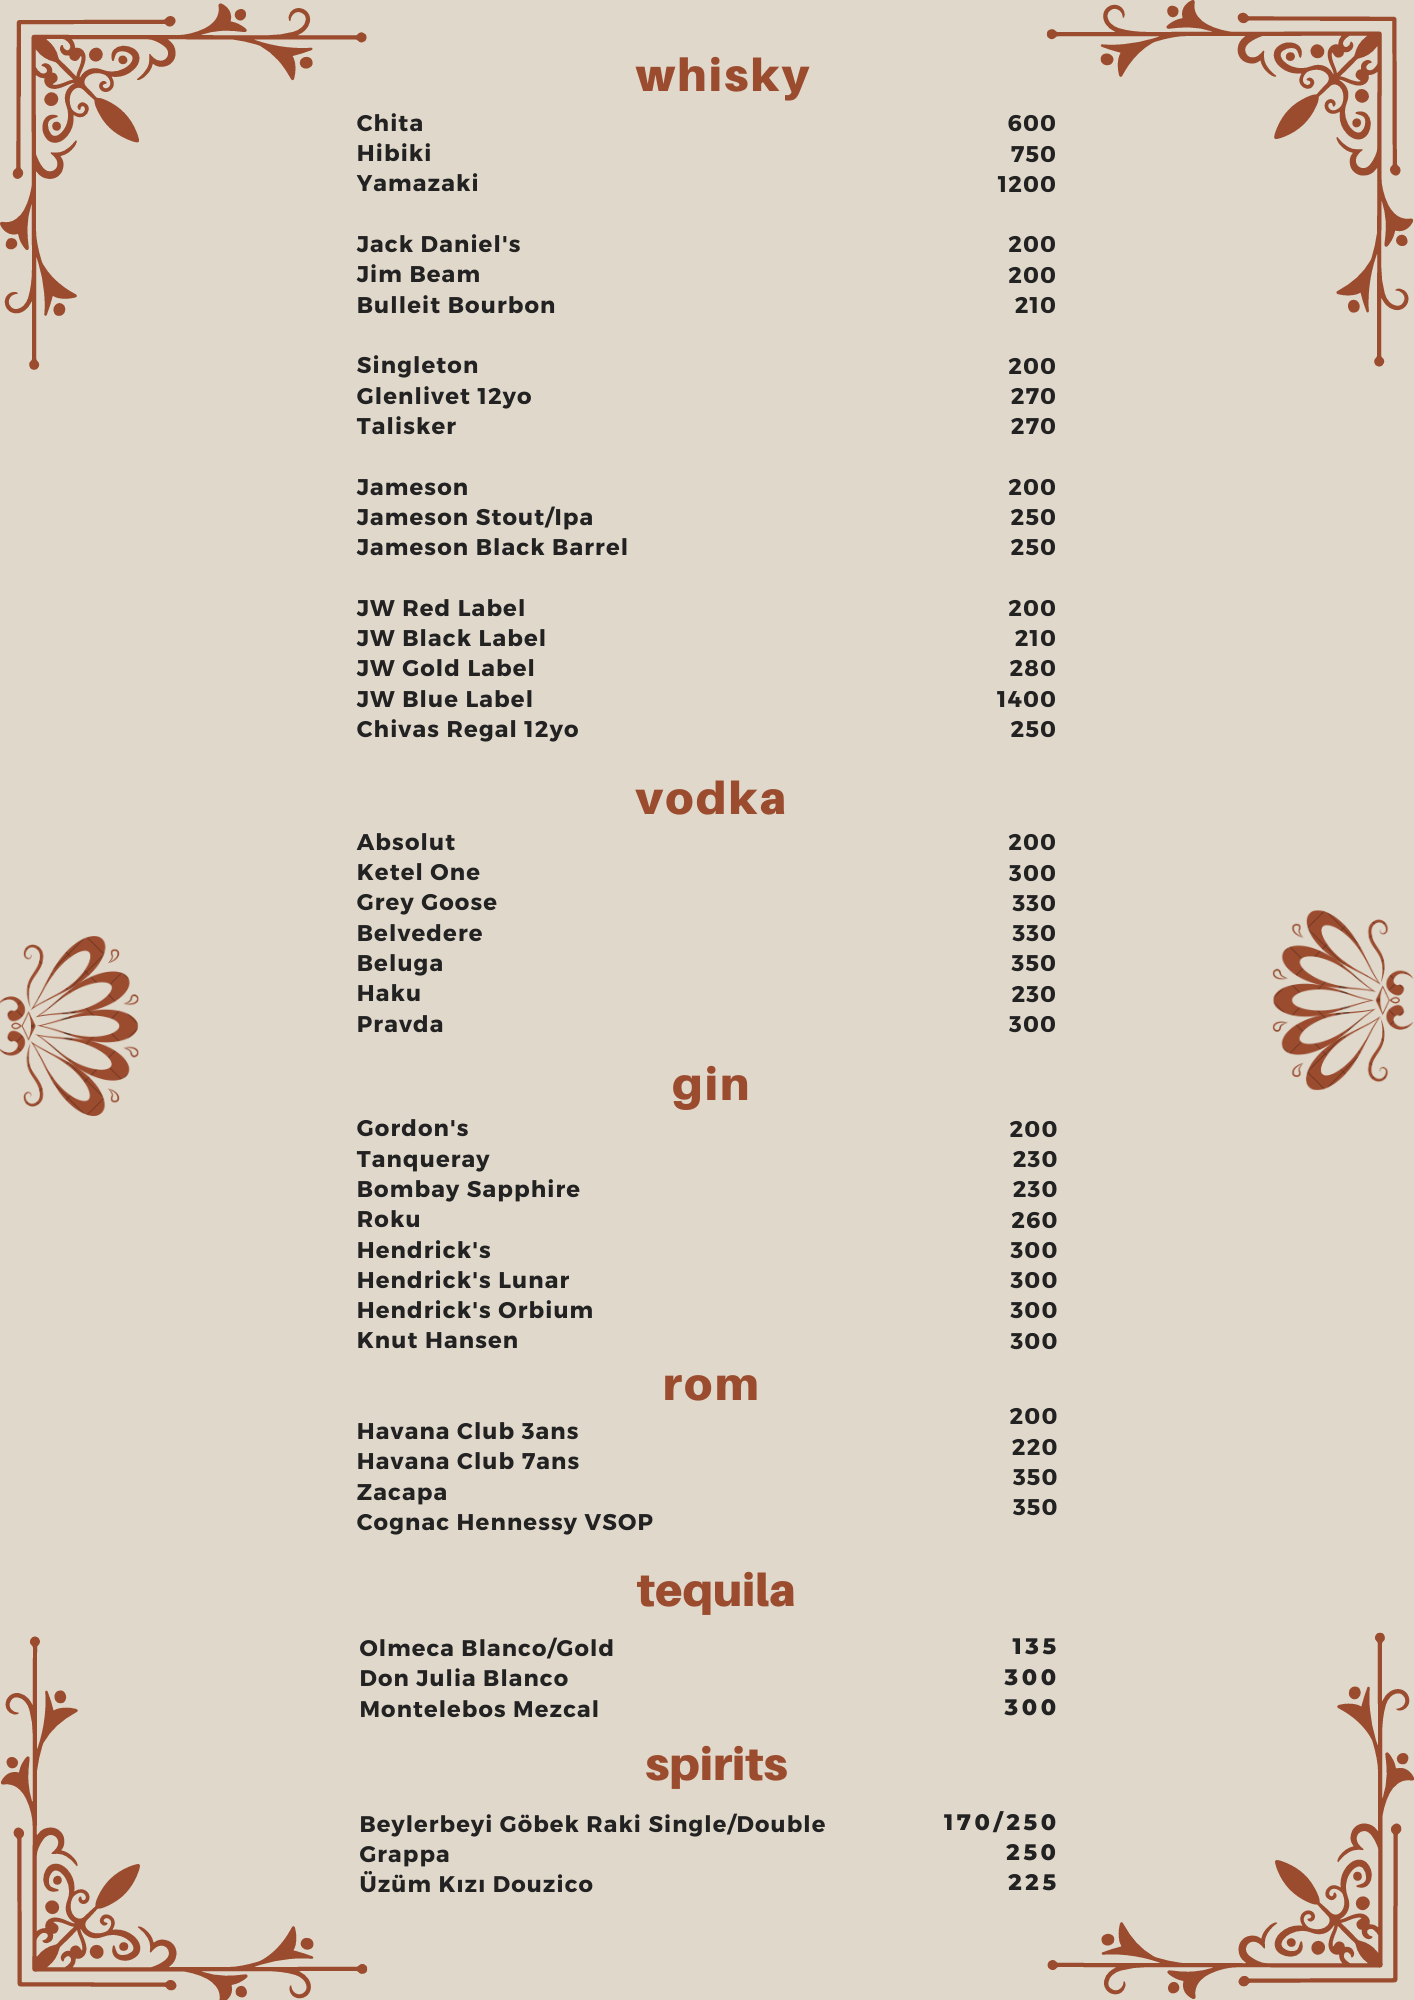 whisky
Chita 600
Hibiki 750
Yamazaki 1200
Jack Daniel's 200
Jim Beam 200
Bulleit Bourbon 210
Singleton 200
Glenlivet 12yo 270
Talisker 270
Jameson 200
Jameson Stout/Ipa 250
Jameson Black Barrel 250
JW Red Label 200
JW Black Label 210
JW Gold Label 280
JW Blue Label 1400
Chivas Regal 12yo 250
vodka
Absolut 200
Ketel One 300
Grey Goose 330
Belvedere 330
Beluga 350
Haku 230
Pravda 300
gin
Gordon's 200
Tanqueray 230
Bombay Sapphire 230
Roku 260
Hendrick's 300
Hendrick's Lunar 300
Hendrick's Orbium 300
Knut Hansen 300
rom
Havana Club 3ans 200
Havana Club 7ans 220
Zacapa 350
Cognac Hennessy VSOP 350
tequila
Olmeca Blanco/Gold 135
Don Julia Blanco 300
Montelebos Mezcal 300
spirits
Beylerbeyi Göbek Raki Single/Double 170/250
Grappa 250
Üzüm Kızı Douzico 225